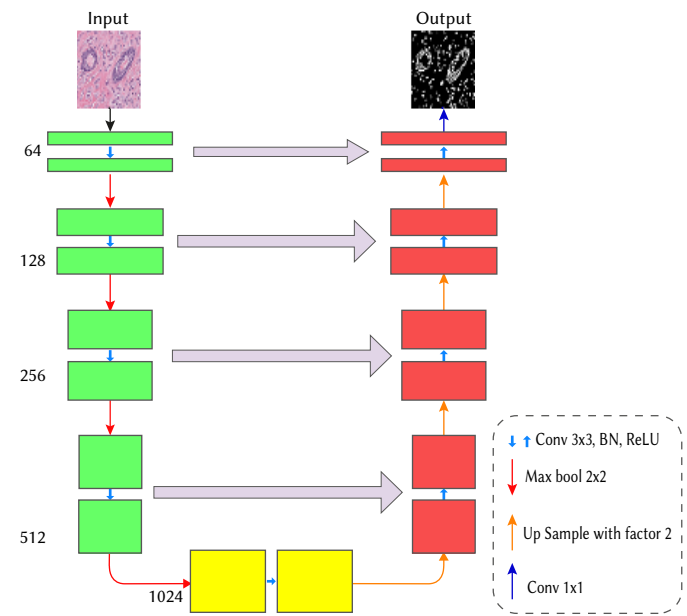 Input
Output
64
128
256
512
1024
Conv 3x3, BN, ReLU
Max bool 2x2
Up Sample with factor 2
Conv 1x1